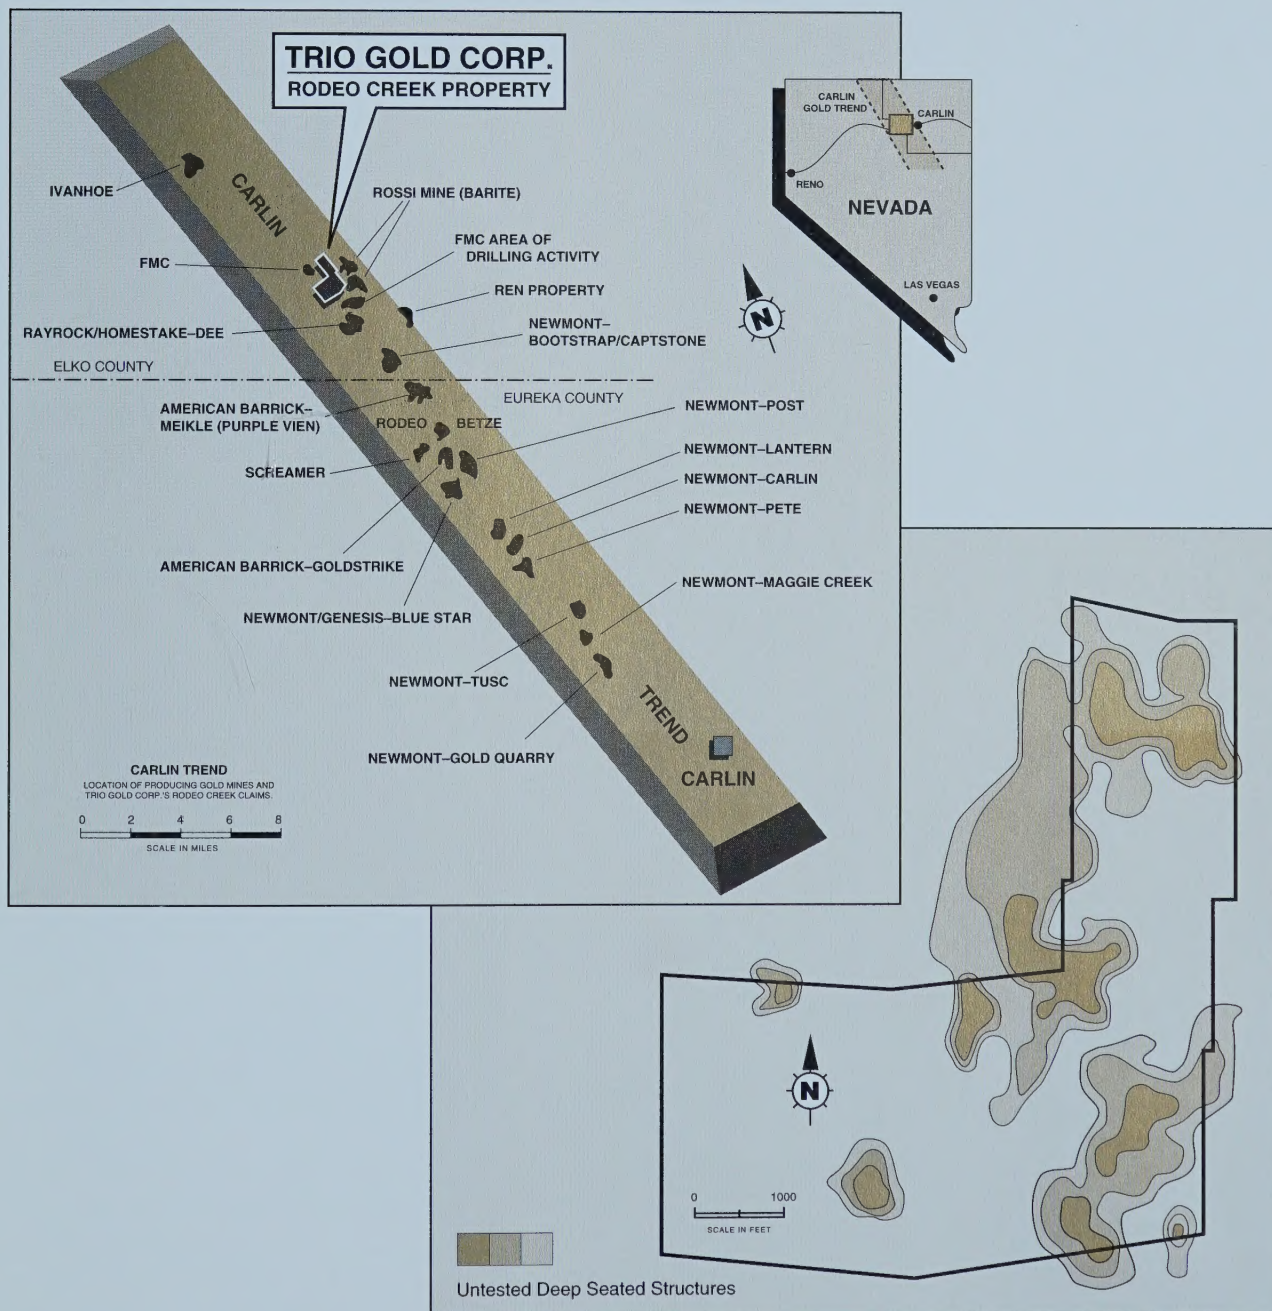 TRIO GOLD CORP.
RODEO CREEK PROPERTY
CARLIN
GOLD TREND
CARLIN
RENO
NEVADA
LAS VEGAS
IVANHOE
CARLIN
ROSSI MINE (BARITE)
FMC AREA OF
DRILLING ACTIVITY
FMC
REN PROPERTY
N
RAYROCK/HOMESTAKE–DEE
NEWMONT–
BOOTSTRAP/CAPTSTONE
ELKO COUNTY
EUREKA COUNTY
AMERICAN BARRICK–
MEIKLE (PURPLE VIEN)
RODEO
BETZE
NEWMONT–POST
SCREAMER
NEWMONT–LANTERN
NEWMONT–CARLIN
NEWMONT–PETE
AMERICAN BARRICK–GOLDSTRIKE
NEWMONT–MAGGIE CREEK
NEWMONT/GENESIS–BLUE STAR
NEWMONT–TUSC
TREND
NEWMONT–GOLD QUARRY
CARLIN
CARLIN TREND
LOCATION OF PRODUCING GOLD MINES AND
TRIO GOLD CORP.'S RODEO CREEK CLAIMS.
0 2 4 6 8
SCALE IN MILES
N
0 1000
SCALE IN FEET
Untested Deep Seated Structures